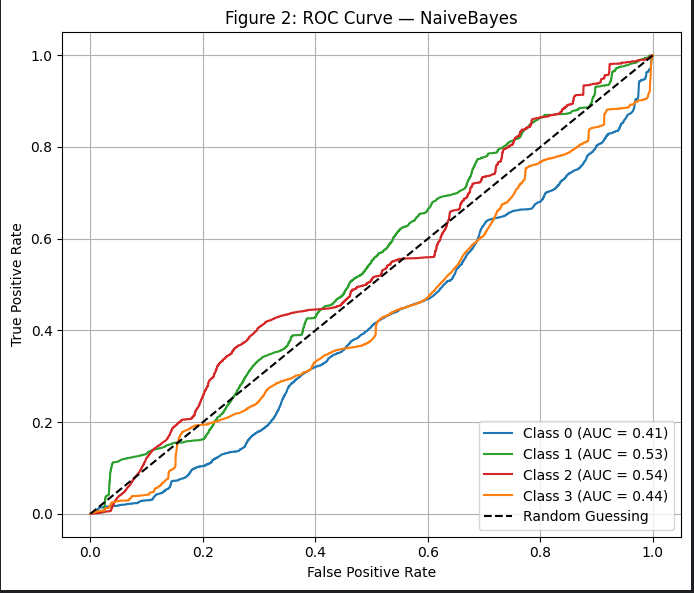 Figure 2: ROC Curve — NaiveBayes
True Positive Rate
1.0
0.8
0.6
0.4
0.2
0.0
Class 0 (AUC = 0.41)
Class 1 (AUC = 0.53)
Class 2 (AUC = 0.54)
Class 3 (AUC = 0.44)
Random Guessing
0.0 0.2 0.4 0.6 0.8 1.0
False Positive Rate